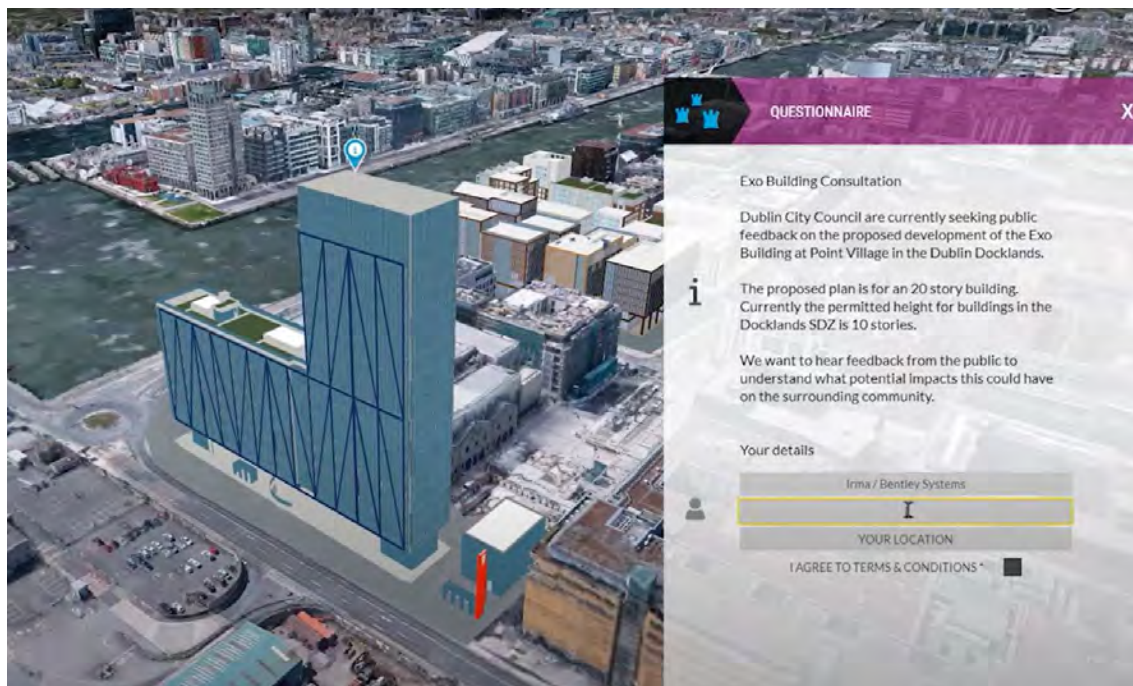 QUESTIONNAIRE
X
Exo Building Consultation
Dublin City Council are currently seeking public
feedback on the proposed development of the Exo
Building at Point Village in the Dublin Docklands.
The proposed plan is for an 20 story building.
Currently the permitted height for buildings in the
Docklands SDZ is 10 stories.
We want to hear feedback from the public to
understand what potential impacts this could have
on the surrounding community.
Your details
Irma / Bentley Systems
YOUR LOCATION
I AGREE TO TERMS & CONDITIONS *